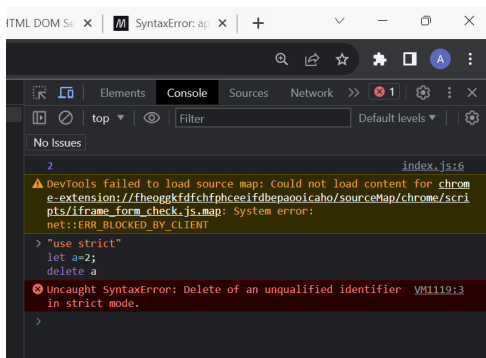 HTML DOM Se
M SyntaxError: ap
A
Elements Console Sources Network 1
top Filter Default levels
No Issues
2 index.js:6
DevTools failed to load source map: Could not load content for chrom
e-extension://fheoggkfdfchfphceeifdbepaooicaho/sourceMap/chrome/scri
pts/iframe_form_check.js.map: System error:
net::ERR_BLOCKED_BY_CLIENT
> "use strict"
let a=2;
delete a
Uncaught SyntaxError: Delete of an unqualified identifier VM1119:3
in strict mode.
>